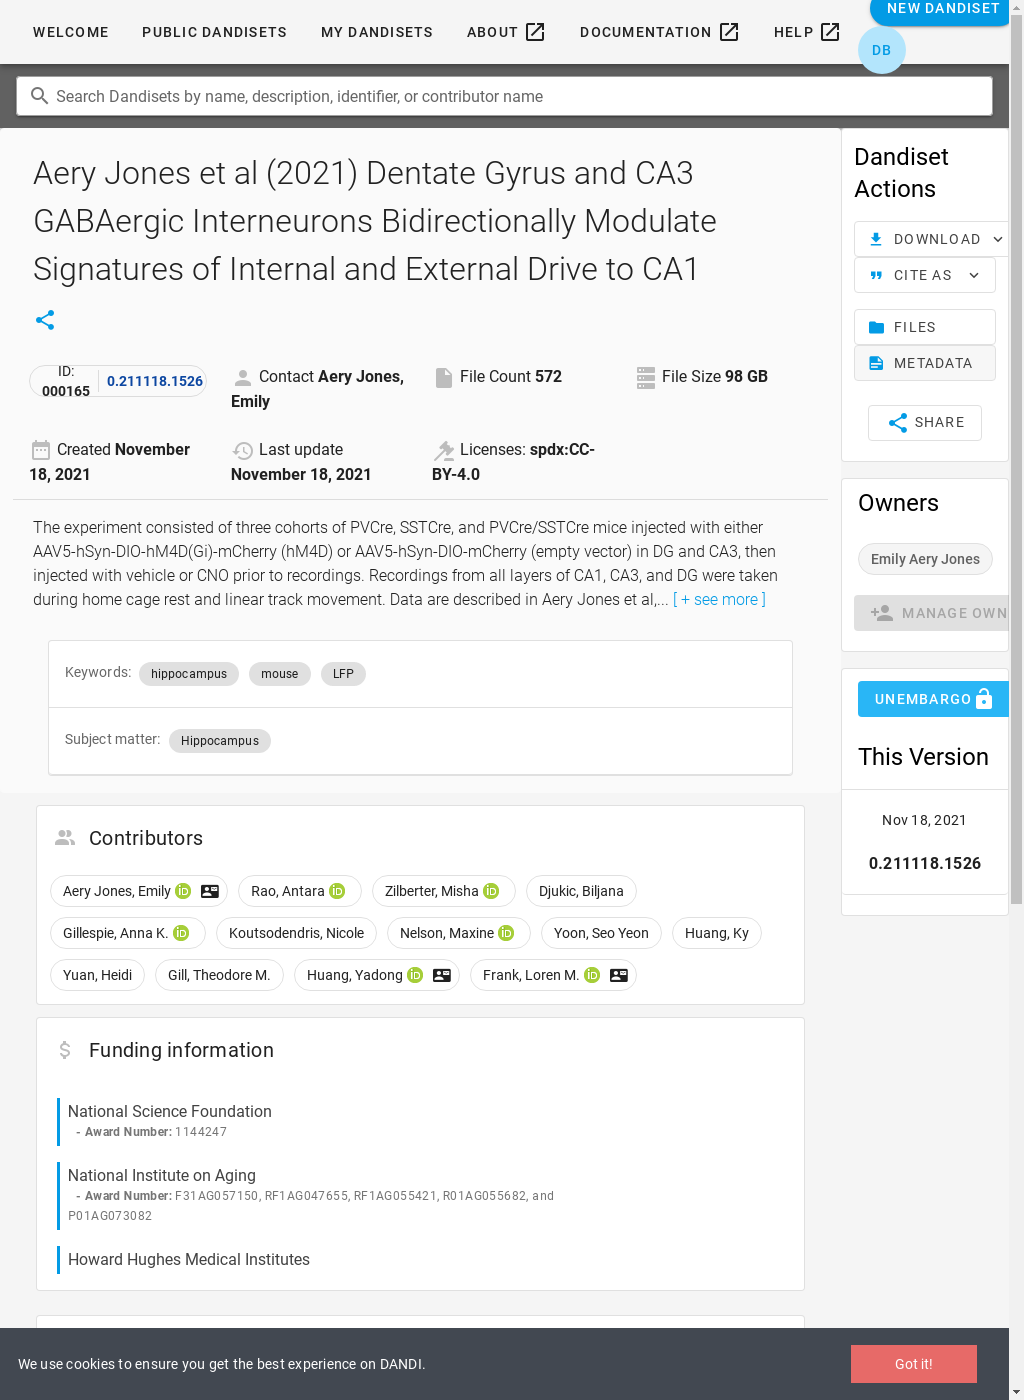 WELCOME PUBLIC DANDISETS MY DANDISETS ABOUT DOCUMENTATION HELP NEW DANDISET
DB
Search Dandisets by name, description, identifier, or contributor name
Aery Jones et al (2021) Dentate Gyrus and CA3
GABAergic Interneurons Bidirectionally Modulate
Signatures of Internal and External Drive to CA1
ID:
000165
0.211118.1526
Contact Aery Jones,
Emily
File Count 572
File Size 98 GB
Created November
18, 2021
Last update
November 18, 2021
Licenses: spdx:CC-
BY-4.0
The experiment consisted of three cohorts of PVCre, SSTCre, and PVCre/SSTCre mice injected with either
AAV5-hSyn-DIO-hM4D(Gi)-mCherry (hM4D) or AAV5-hSyn-DIO-mCherry (empty vector) in DG and CA3, then
injected with vehicle or CNO prior to recordings. Recordings from all layers of CA1, CA3, and DG were taken
during home cage rest and linear track movement. Data are described in Aery Jones et al,... [ + see more ]
Keywords: hippocampus mouse LFP
Subject matter: Hippocampus
Contributors
Aery Jones, Emily iD Rao, Antara iD Zilberter, Misha iD Djukic, Biljana
Gillespie, Anna K. iD Koutsodendris, Nicole Nelson, Maxine iD Yoon, Seo Yeon Huang, Ky
Yuan, Heidi Gill, Theodore M. Huang, Yadong iD Frank, Loren M. iD
Funding information
National Science Foundation
- Award Number: 1144247
National Institute on Aging
- Award Number: F31AG057150, RF1AG047655, RF1AG055421, R01AG055682, and
P01AG073082
Howard Hughes Medical Institutes
Dandiset
Actions
DOWNLOAD
CITE AS
FILES
METADATA
SHARE
Owners
Emily Aery Jones
MANAGE OWN
UNEMBARGO
This Version
Nov 18, 2021
0.211118.1526
We use cookies to ensure you get the best experience on DANDI.
Got it!